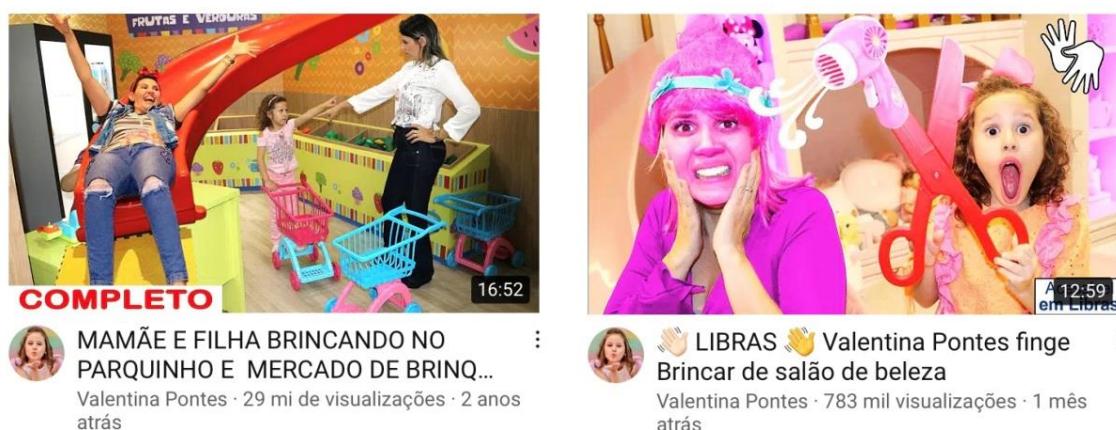 FRUTAS E VERDURAS
COMPLETO
16:52
MAMÃE E FILHA BRINCANDO NO
PARQUINHO E MERCADO DE BRINQ...
Valentina Pontes · 29 mi de visualizações · 2 anos
atrás
12:59
em Libras
👋🏻 LIBRAS 👋 Valentina Pontes finge
Brincar de salão de beleza
Valentina Pontes · 783 mil visualizações · 1 mês
atrás